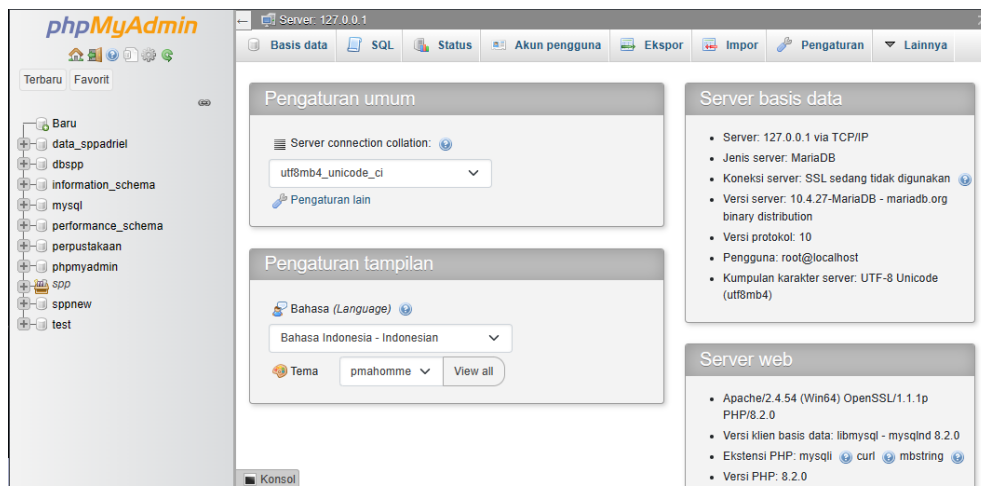 phpMyAdmin
Terbaru Favorit
Baru
data_sppadriel
dbspp
information_schema
mysql
performance_schema
perpustakaan
phpmyadmin
spp
sppnew
test
Server: 127.0.0.1
Basis data SQL Status Akun pengguna Ekspor Impor Pengaturan Lainnya
Pengaturan umum
Server connection collation:
utf8mb4_unicode_ci
Pengaturan lain
Pengaturan tampilan
Bahasa (Language)
Bahasa Indonesia - Indonesian
Tema pmahomme View all
Server basis data
Server: 127.0.0.1 via TCP/IP
Jenis server: MariaDB
Koneksi server: SSL sedang tidak digunakan
Versi server: 10.4.27-MariaDB - mariadb.org
binary distribution
Versi protokol: 10
Pengguna: root@localhost
Kumpulan karakter server: UTF-8 Unicode
(utf8mb4)
Server web
Apache/2.4.54 (Win64) OpenSSL/1.1.1p
PHP/8.2.0
Versi klien basis data: libmysql - mysqlnd 8.2.0
Ekstensi PHP: mysqli curl mbstring
Versi PHP: 8.2.0
Konsol